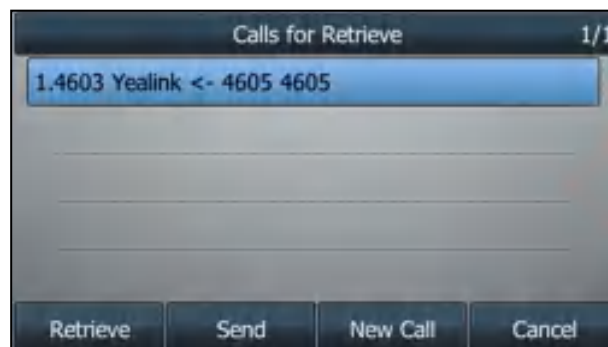 Calls for Retrieve 1/1
1.4603 Yealink <- 4605 4605
Retrieve Send New Call Cancel